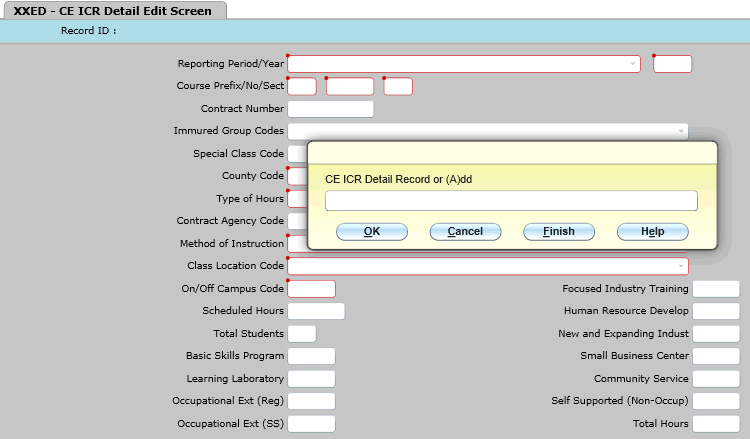 XXED - CE ICR Detail Edit Screen
Record ID :
Reporting Period/Year
Course Prefix/No/Sect
Contract Number
Immured Group Codes
Special Class Code
County Code
Type of Hours
Contract Agency Code
Method of Instruction
Class Location Code
CE ICR Detail Record or (A)dd
OK Cancel Finish Help
On/Off Campus Code Focused Industry Training
Scheduled Hours Human Resource Develop
Total Students New and Expanding Indust
Basic Skills Program Small Business Center
Learning Laboratory Community Service
Occupational Ext (Reg) Self Supported (Non-Occup)
Occupational Ext (SS) Total Hours